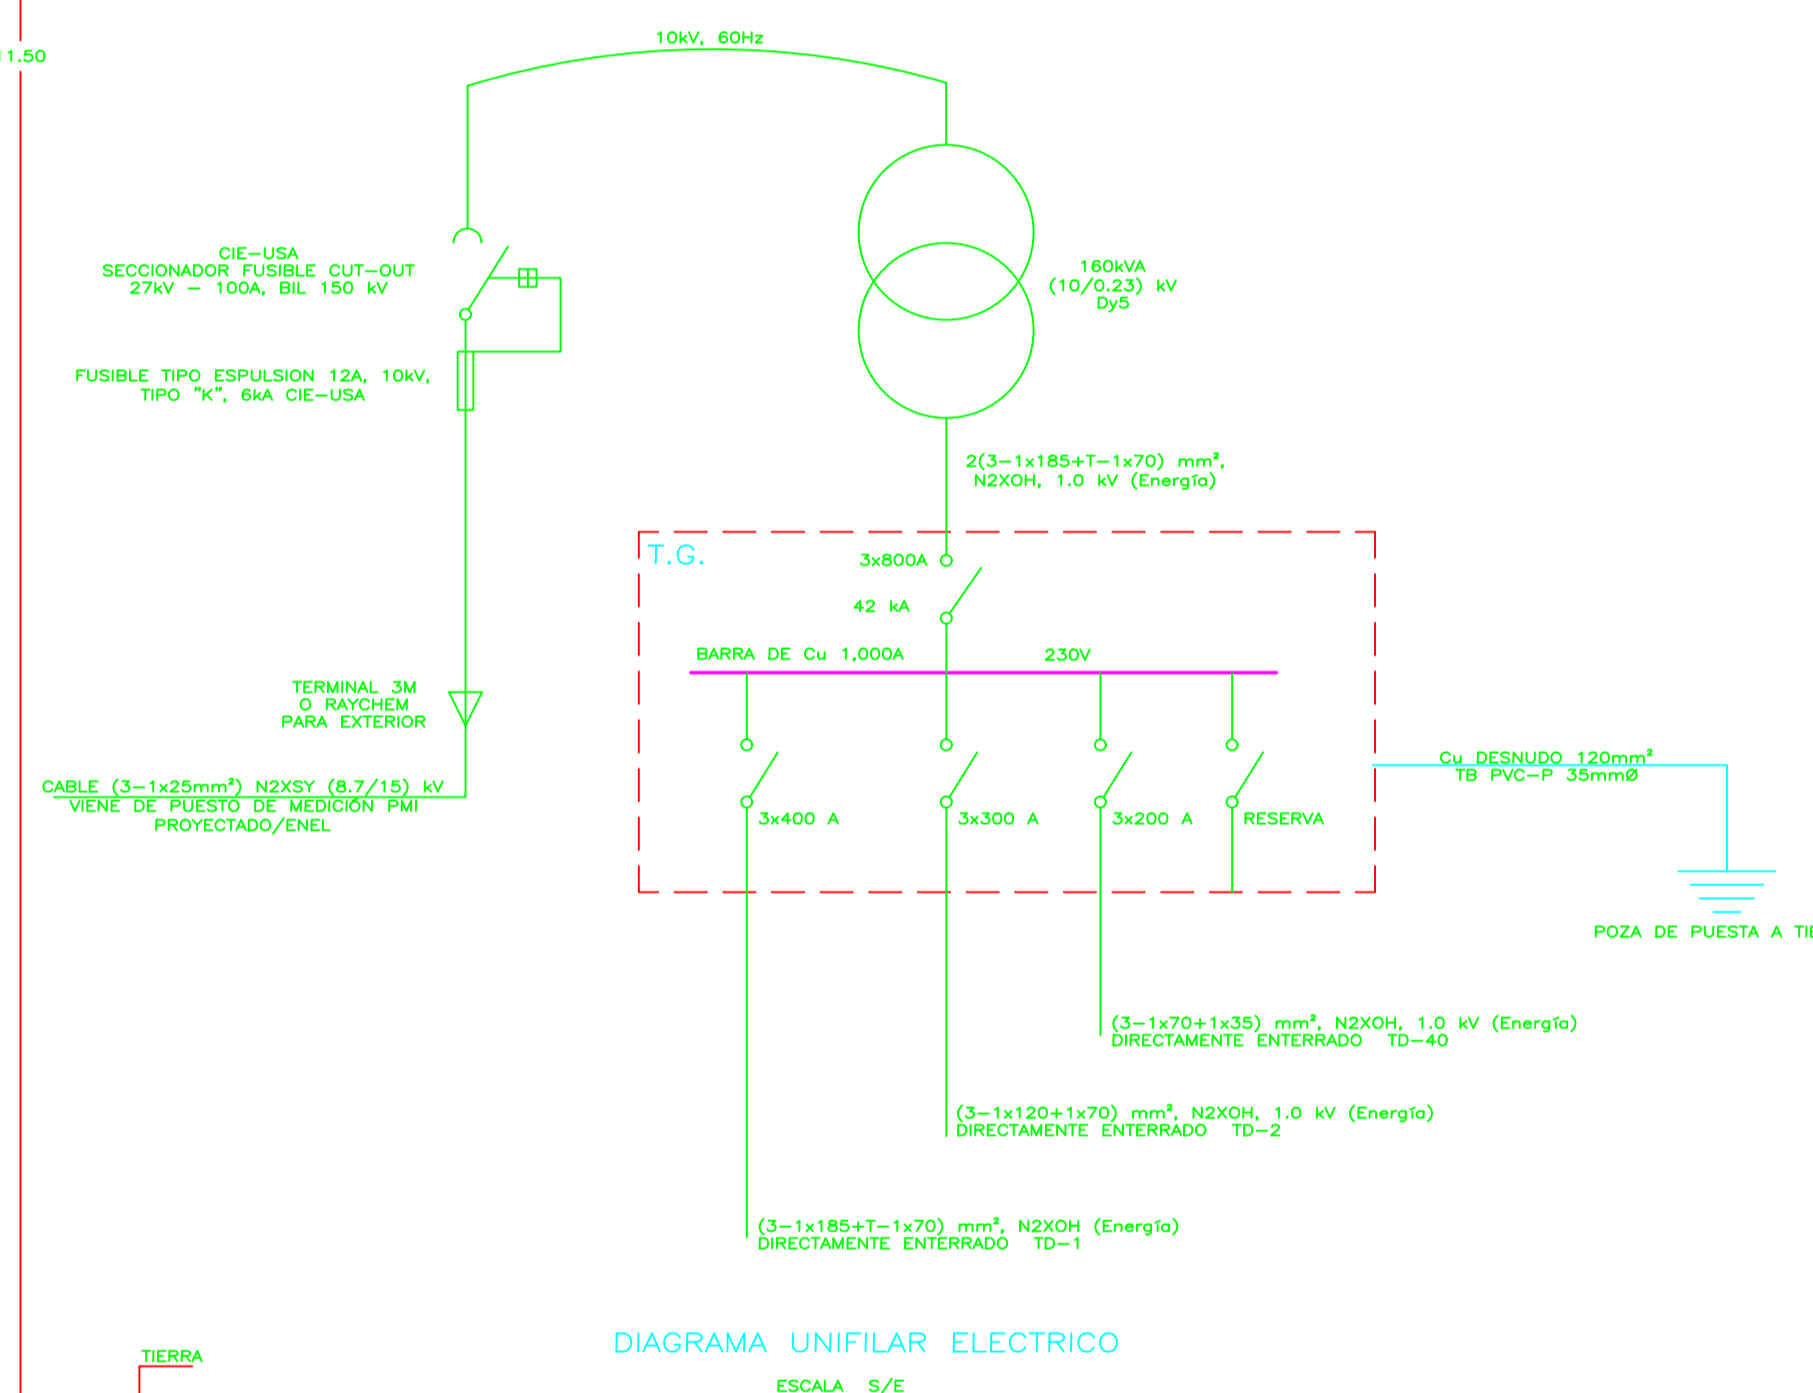 10kV, 60Hz
11.50
CIE-USA
SECCIONADOR FUSIBLE CUT-OUT
27kV - 100A, BIL 150 kV
160kVA
(10/0.23) kV
Dy5
FUSIBLE TIPO ESPULSION 12A, 10kV,
TIPO "K", 6kA CIE-USA
2(3-1x185+T-1x70) mm²,
N2XOH, 1.0 kV (Energía)
T.G.
3x800A
42 kA
BARRA DE Cu 1,000A
230V
TERMINAL 3M
O RAYCHEM
PARA EXTERIOR
CABLE (3-1x25mm²) N2XSY (8.7/15) kV
VIENE DE PUESTO DE MEDICIÓN PMI
PROYECTADO/ENEL
3x400 A
3x300 A
3x200 A
RESERVA
Cu DESNUDO 120mm²
TB PVC-P 35mmØ
POZA DE PUESTA A
(3-1x70+1x35) mm², N2XOH, 1.0 kV (Energía)
DIRECTAMENTE ENTERRADO TD-40
(3-1x120+1x70) mm², N2XOH, 1.0 kV (Energía)
DIRECTAMENTE ENTERRADO TD-2
(3-1x185+T-1x70) mm², N2XOH (Energía)
DIRECTAMENTE ENTERRADO TD-1
DIAGRAMA UNIFILAR ELECTRICO
ESCALA S/E
TIERRA